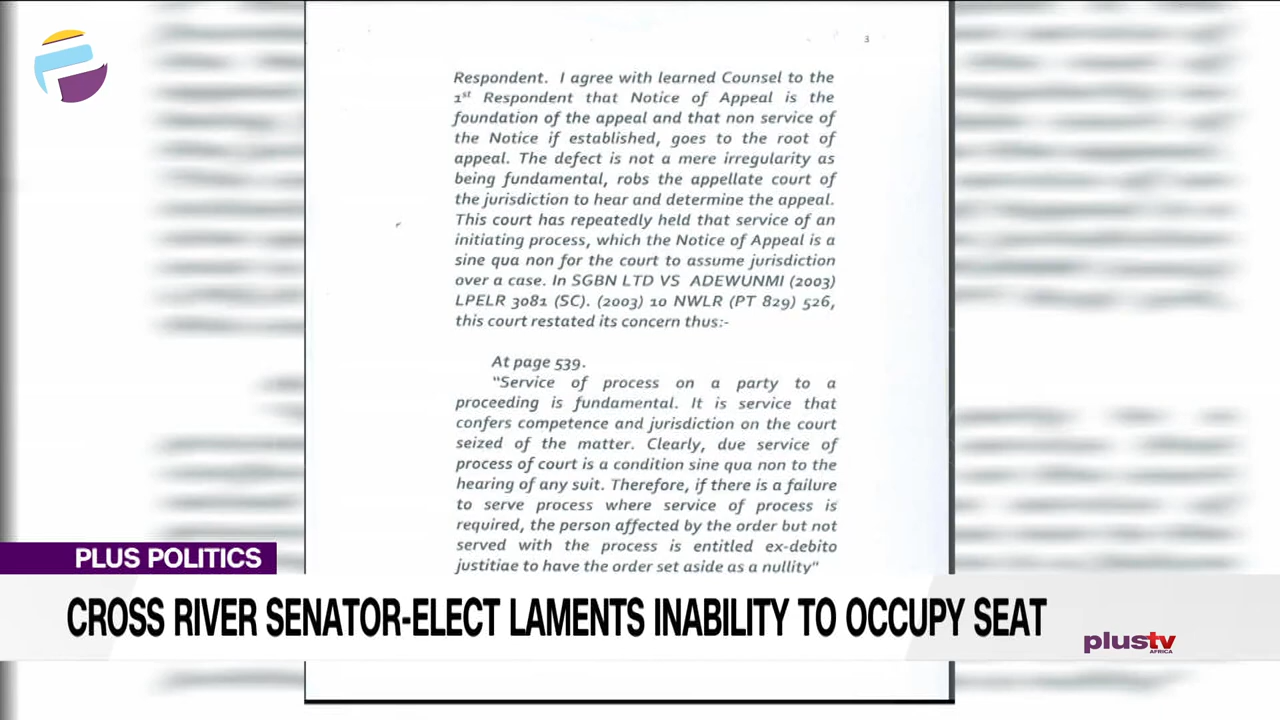 3
Respondent. I agree with learned Counsel to the
1st Respondent that Notice of Appeal is the
foundation of the appeal and that non service of
the Notice if established, goes to the root of
appeal. The defect is not a mere irregularity as
being fundamental, robs the appellate court of
the jurisdiction to hear and determine the appeal.
This court has repeatedly held that service of an
initiating process, which the Notice of Appeal is a
sine qua non for the court to assume jurisdiction
over a case. In SGBN LTD VS ADEWUNMI (2003)
LPELR 3081 (SC). (2003) 10 NWLR (PT 829) 526,
this court restated its concern thus:-
At page 539.
"Service of process on a party to a
proceeding is fundamental. It is service that
confers competence and jurisdiction on the court
seized of the matter. Clearly, due service of
process of court is a condition sine qua non to the
hearing of any suit. Therefore, if there is a failure
to serve process where service of process is
required, the person affected by the order but not
served with the process is entitled ex-debito
justitiae to have the order set aside as a nullity"
PLUS POLITICS
CROSS RIVER SENATOR-ELECT LAMENTS INABILITY TO OCCUPY SEAT
plustv
AFRICA